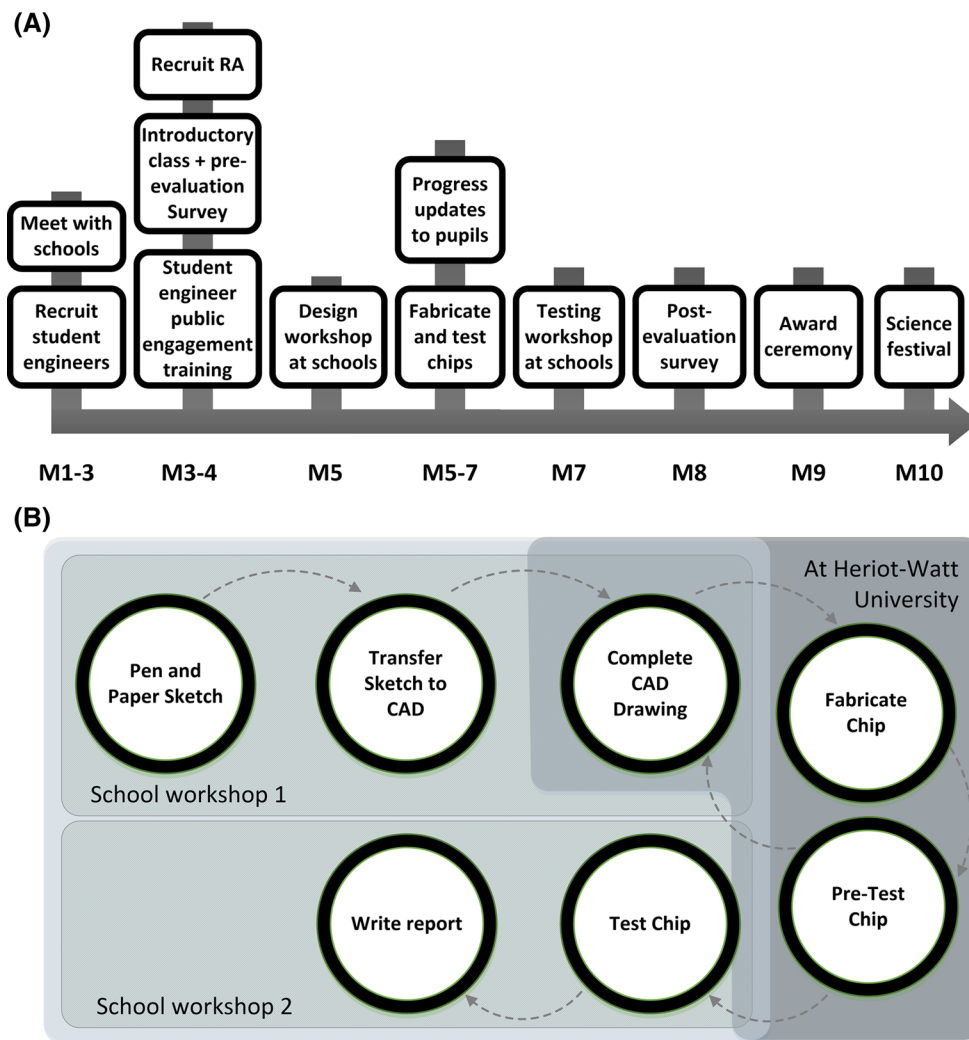 (A)
Meet with
schools
Recruit
student
engineers
Recruit RA
Introductory
class + pre-
evaluation
Survey
Student
engineer
public
engagement
training
Design
workshop
at schools
Progress
updates
to pupils
Fabricate
and test
chips
Testing
workshop
at schools
Post-
evaluation
survey
Award
ceremony
Science
festival
M1-3
M3-4
M5
M5-7
M7
M8
M9
M10
(B)
At Heriot-Watt
University
Pen and
Paper Sketch
Transfer
Sketch to
CAD
Complete
CAD
Drawing
Fabricate
Chip
School workshop 1
Pre-Test
Chip
Test Chip
Write report
School workshop 2